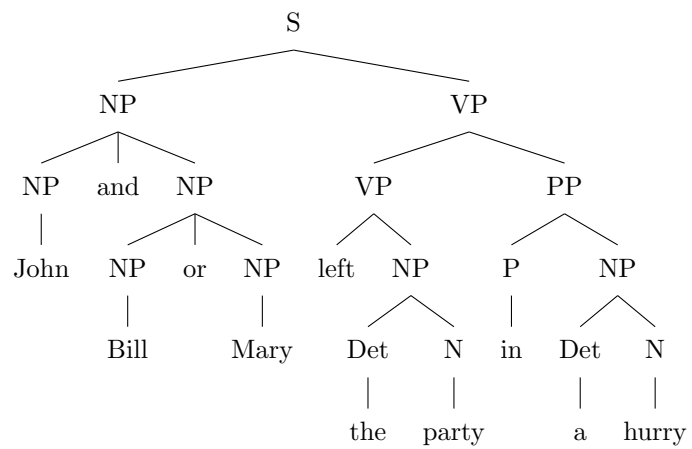 S
NP VP
NP and NP VP PP
John NP or NP left NP P NP
Bill Mary Det N in Det N
the party a hurry